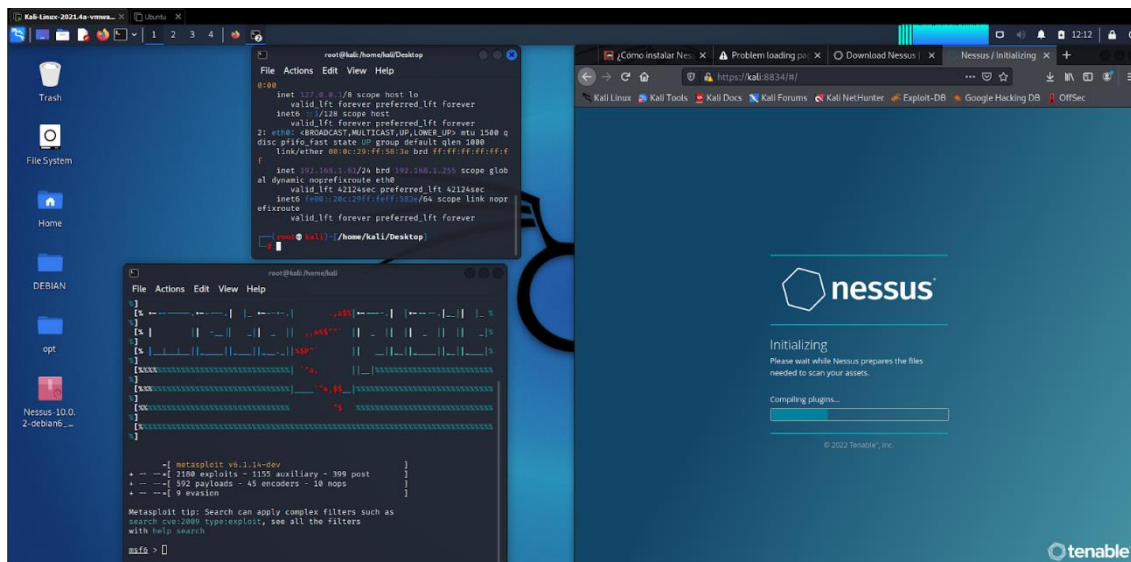 Kali-Linux-2021.4a-vmwa... × Ubuntu ×
1 2 3 4 12:12
Trash
File System
Home
DEBIAN
opt
Nessus-10.0.
2-debian6_...
root@kali:/home/kali/Desktop
File Actions Edit View Help
0:00
inet 127.0.0.1/8 scope host lo
valid_lft forever preferred_lft forever
inet6 ::1/128 scope host
valid_lft forever preferred_lft forever
2: eth0: <BROADCAST,MULTICAST,UP,LOWER_UP> mtu 1500 q
disc pfifo_fast state UP group default qlen 1000
link/ether 00:0c:29:ff:58:3e brd ff:ff:ff:ff:ff:f
f
inet 192.168.1.61/24 brd 192.168.1.255 scope glob
al dynamic noprefixroute eth0
valid_lft 42124sec preferred_lft 42124sec
inet6 fe80::20c:29ff:feff:583e/64 scope link nopr
efixroute
valid_lft forever preferred_lft forever
(root kali)-[/home/kali/Desktop]
#
root@kali:/home/kali
File Actions Edit View Help
=[ metasploit v6.1.14-dev ]
+ -- --=[ 2180 exploits - 1155 auxiliary - 399 post ]
+ -- --=[ 592 payloads - 45 encoders - 10 nops ]
+ -- --=[ 9 evasion ]
Metasploit tip: Search can apply complex filters such as
search cve:2009 type:exploit, see all the filters
with help search
msf6 >
¿Cómo instalar Nes × Problem loading pa × Download Nessus | × Nessus / Initializing × +
https://kali:8834/#/
Kali Linux Kali Tools Kali Docs Kali Forums Kali NetHunter Exploit-DB Google Hacking DB OffSec
nessus
Initializing
Please wait while Nessus prepares the files
needed to scan your assets.
Compiling plugins...
© 2022 Tenable™, Inc.
tenable